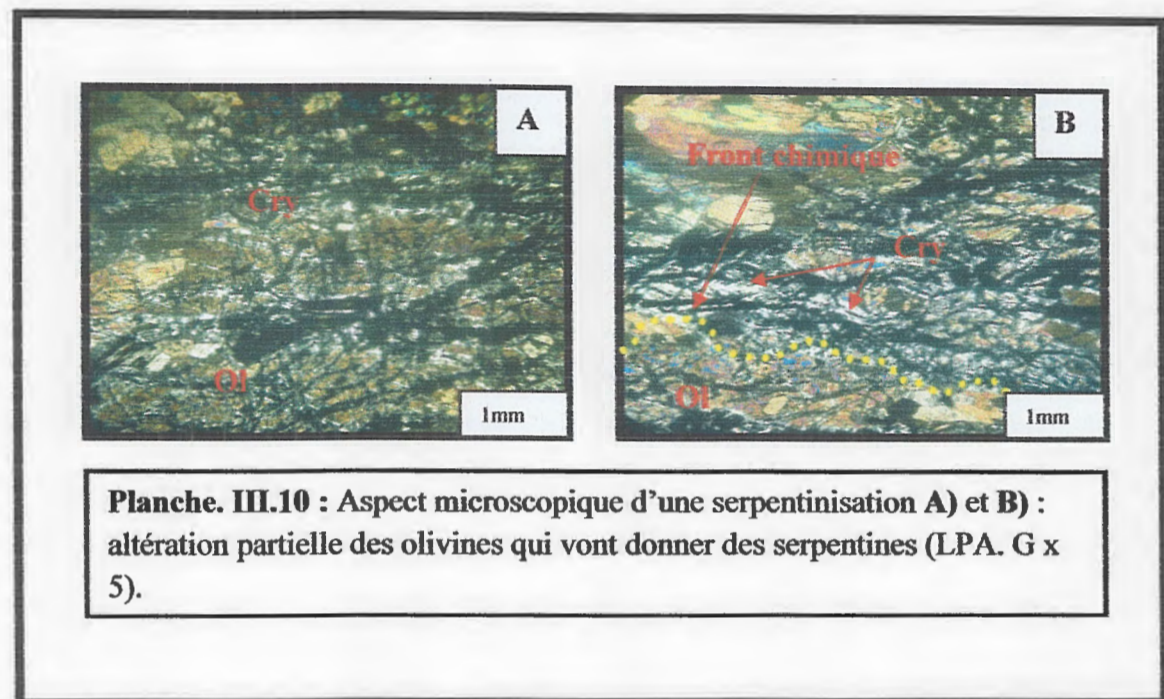 A
Cry
Ol
1mm
B
Front chimique
Cry
Ol
1mm
Planche. III.10 : Aspect microscopique d'une serpentinisation A) et B) :
altération partielle des olivines qui vont donner des serpentines (LPA. G x
5).